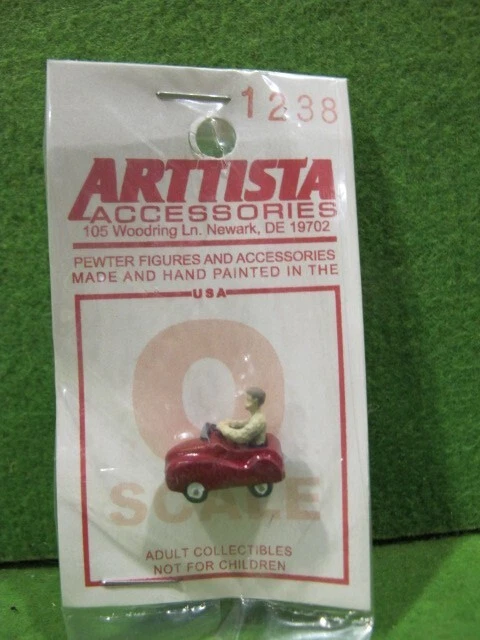 1238
ARTTISTA
ACCESSORIES
105 Woodring Ln. Newark, DE 19702
PEWTER FIGURES AND ACCESSORIES
MADE AND HAND PAINTED IN THE
USA
O
SCALE
ADULT COLLECTIBLES
NOT FOR CHILDREN